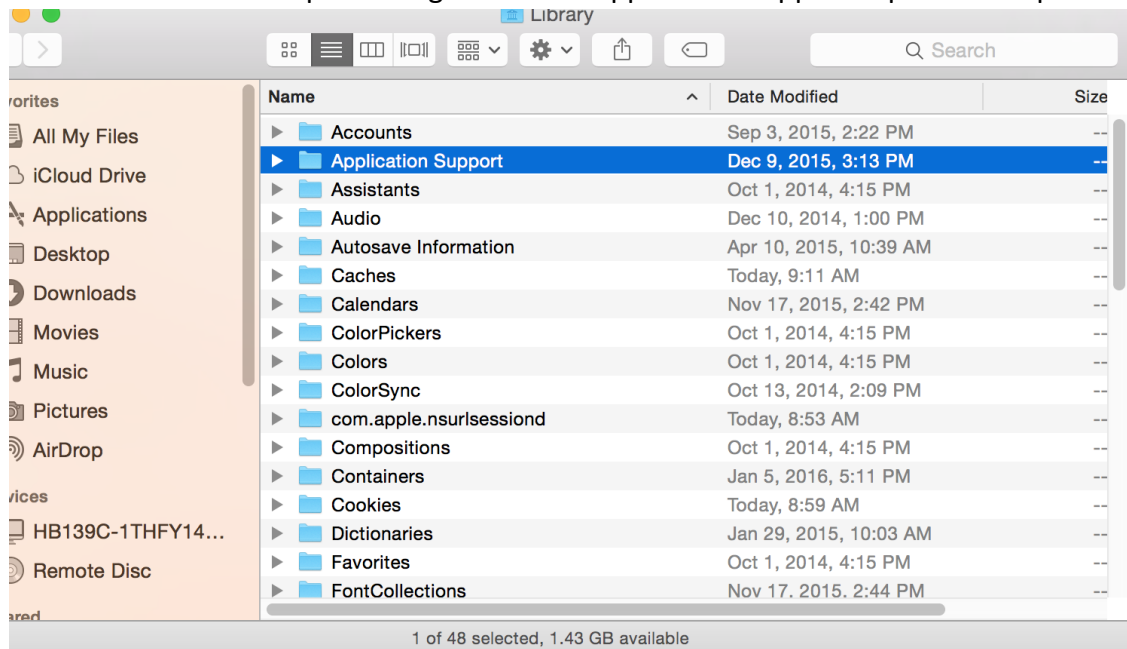 Library
Search
vorites
All My Files
iCloud Drive
Applications
Desktop
Downloads
Movies
Music
Pictures
AirDrop
vices
HB139C-1THFY14...
Remote Disc
ared
Name Date Modified Size
Accounts Sep 3, 2015, 2:22 PM --
Application Support Dec 9, 2015, 3:13 PM --
Assistants Oct 1, 2014, 4:15 PM --
Audio Dec 10, 2014, 1:00 PM --
Autosave Information Apr 10, 2015, 10:39 AM --
Caches Today, 9:11 AM --
Calendars Nov 17, 2015, 2:42 PM --
ColorPickers Oct 1, 2014, 4:15 PM --
Colors Oct 1, 2014, 4:15 PM --
ColorSync Oct 13, 2014, 2:09 PM --
com.apple.nsurlsessiond Today, 8:53 AM --
Compositions Oct 1, 2014, 4:15 PM --
Containers Jan 5, 2016, 5:11 PM --
Cookies Today, 8:59 AM --
Dictionaries Jan 29, 2015, 10:03 AM --
Favorites Oct 1, 2014, 4:15 PM --
FontCollections Nov 17, 2015, 2:44 PM --
1 of 48 selected, 1.43 GB available